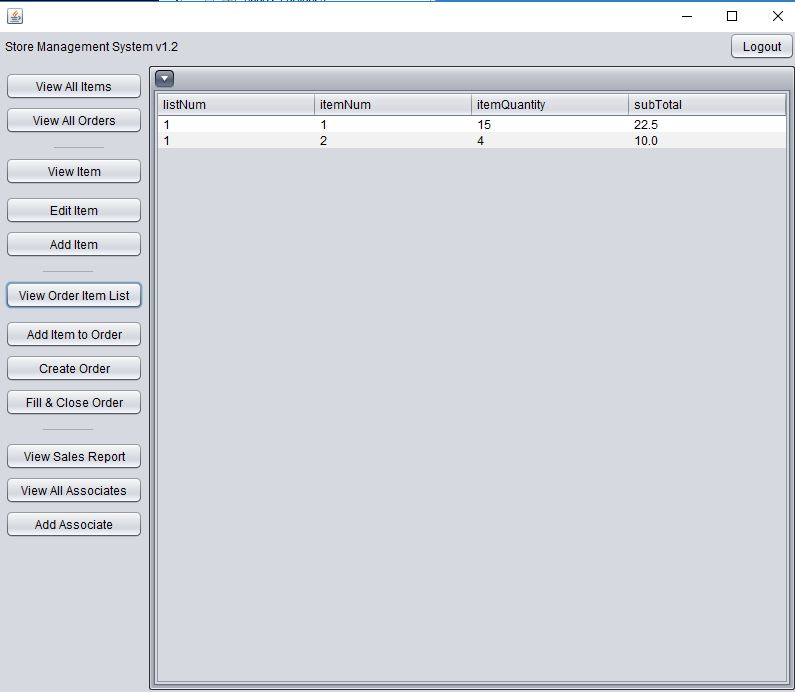 Store Management System v1.2
Logout
View All Items
View All Orders
View Item
Edit Item
Add Item
View Order Item List
Add Item to Order
Create Order
Fill & Close Order
View Sales Report
View All Associates
Add Associate
listNum itemNum itemQuantity subTotal
1 1 15 22.5
1 2 4 10.0